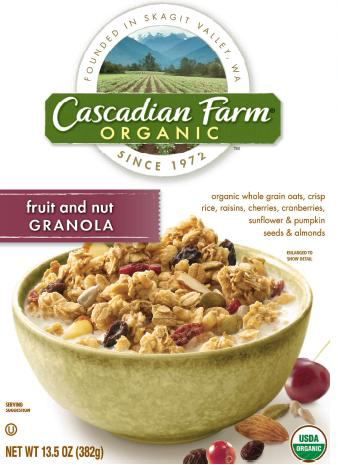 FOUNDED IN SKAGIT VALLEY, WA
Cascadian Farm®
ORGANIC
™
SINCE 1972
fruit and nut
GRANOLA
organic whole grain oats, crisp
rice, raisins, cherries, cranberries,
sunflower & pumpkin
seeds & almonds
ENLARGED TO
SHOW DETAIL
SERVING
SUGGESTION
U
NET WT 13.5 OZ (382g)
USDA
ORGANIC